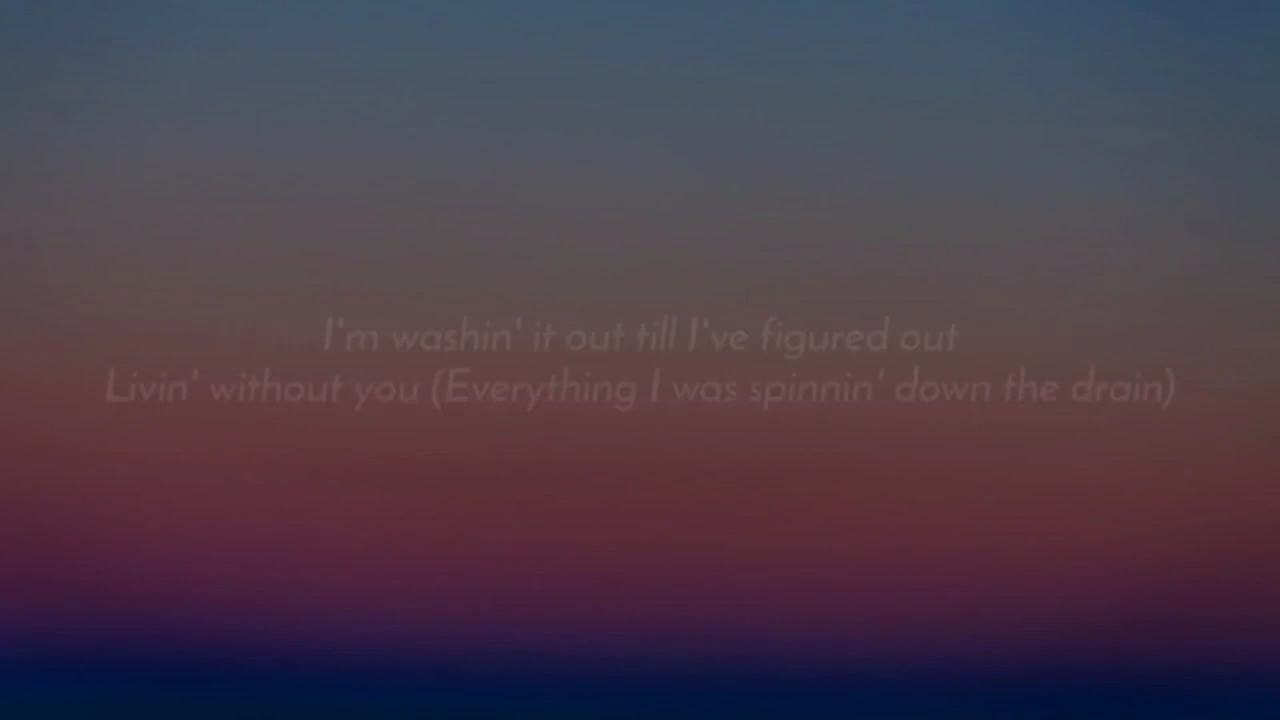 I'm washin' it out till I've figured out
Livin' without you (Everything I was spinnin' down the drain)